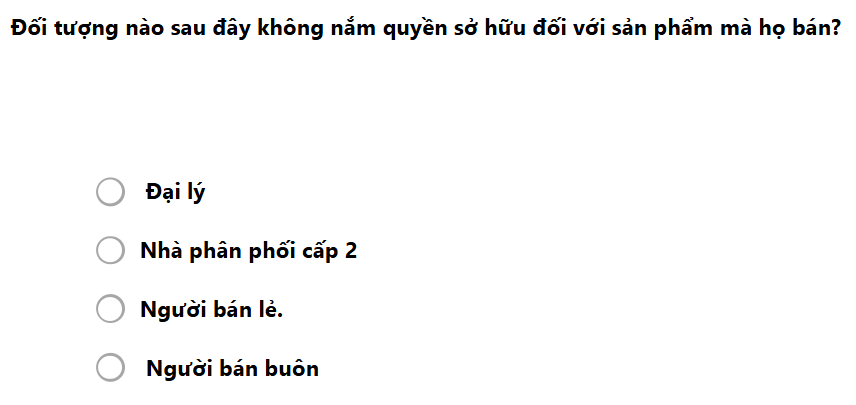 Đối tượng nào sau đây không nắm quyền sở hữu đối với sản phẩm mà họ bán?
Đại lý
Nhà phân phối cấp 2
Người bán lẻ.
Người bán buôn